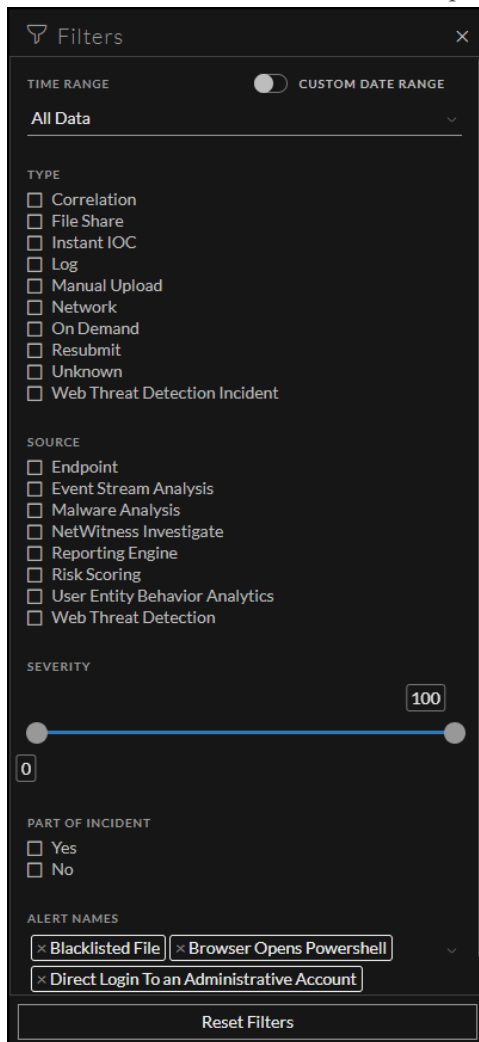 Filters
TIME RANGE CUSTOM DATE RANGE
All Data
TYPE
Correlation
File Share
Instant IOC
Log
Manual Upload
Network
On Demand
Resubmit
Unknown
Web Threat Detection Incident
SOURCE
Endpoint
Event Stream Analysis
Malware Analysis
NetWitness Investigate
Reporting Engine
Risk Scoring
User Entity Behavior Analytics
Web Threat Detection
SEVERITY
100
0
PART OF INCIDENT
Yes
No
ALERT NAMES
× Blacklisted File × Browser Opens Powershell
× Direct Login To an Administrative Account
Reset Filters